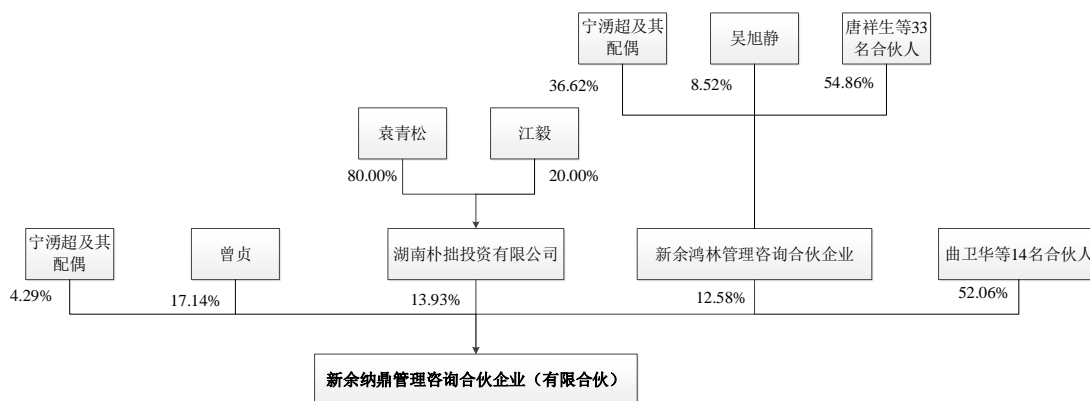 宁湧超及其
配偶
吴旭静
唐祥生等33
名合伙人
36.62%
8.52%
54.86%
袁青松
江毅
80.00%
20.00%
宁湧超及其
配偶
曾贞
湖南朴拙投资有限公司
新余鸿林管理咨询合伙企业
曲卫华等14名合伙人
4.29%
17.14%
13.93%
12.58%
52.06%
新余纳鼎管理咨询合伙企业（有限合伙）